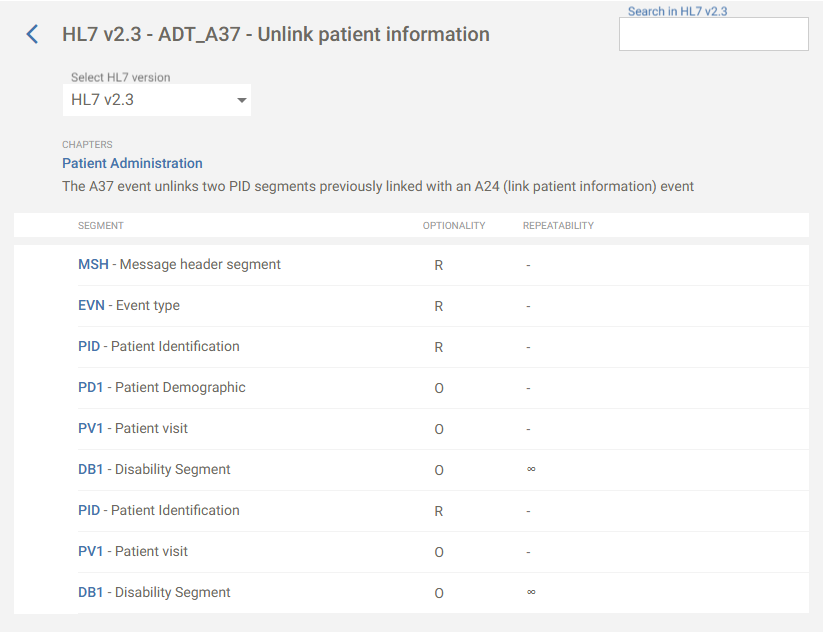 Search in HL7 v2.3
HL7 v2.3 - ADT_A37 - Unlink patient information
Select HL7 version
HL7 v2.3
CHAPTERS
Patient Administration
The A37 event unlinks two PID segments previously linked with an A24 (link patient information) event
SEGMENT OPTIONALITY REPEATABILITY
MSH - Message header segment R -
EVN - Event type R -
PID - Patient Identification R -
PD1 - Patient Demographic O -
PV1 - Patient visit O -
DB1 - Disability Segment O ∞
PID - Patient Identification R -
PV1 - Patient visit O -
DB1 - Disability Segment O ∞